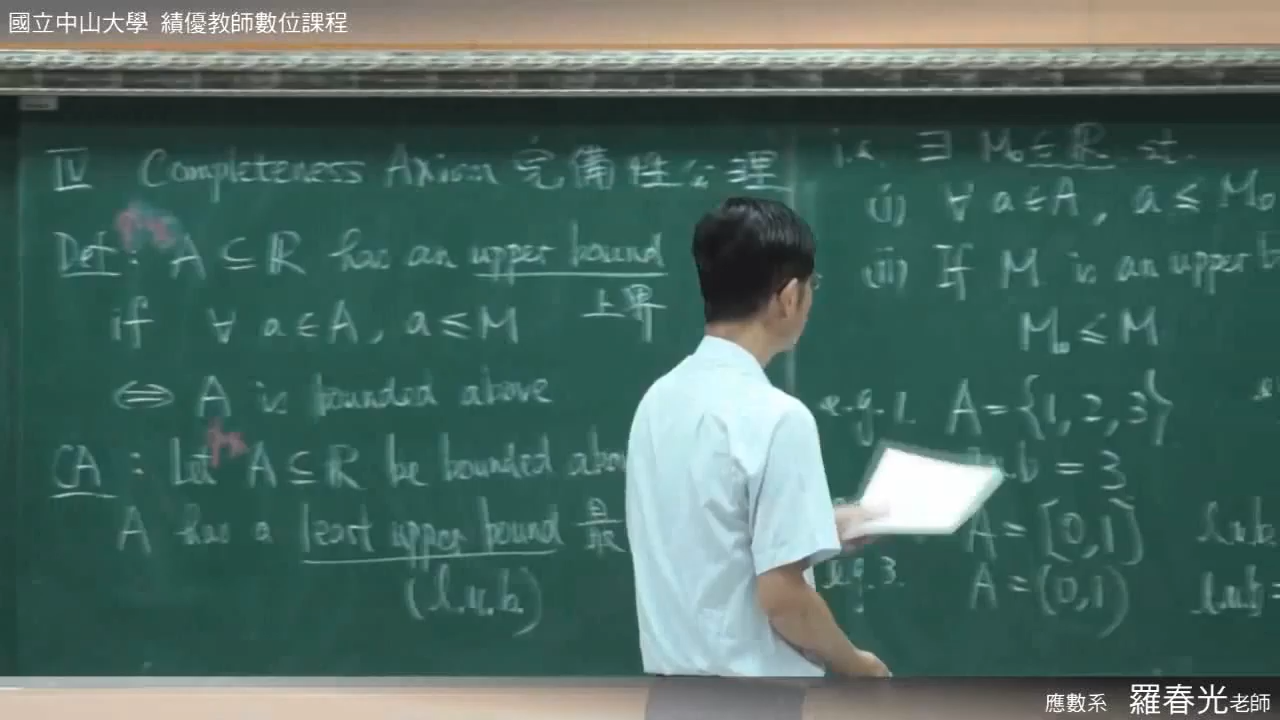 國立中山大學 績優教師數位課程
IV Completeness Axiom 完備性公理
Def: A ⊆ ℝ has an upper bound
上界
if ∀ a∈A, a≤M
⇔ A is bounded above
CA : Let A ⊆ ℝ be bounded abov
A has a least upper bound 最
(l.u.b)
i.e. ∃ M₀ ∈ ℝ st.
(i) ∀ a∈A, a ≤ M₀
(ii) If M is an upper b
M₀ ≤ M
e.g.1. A={1,2,3}
u.b = 3
A = [0,1] l.u.b
e.g.3. A = (0,1) l.u.b=
應數系 羅春光老師